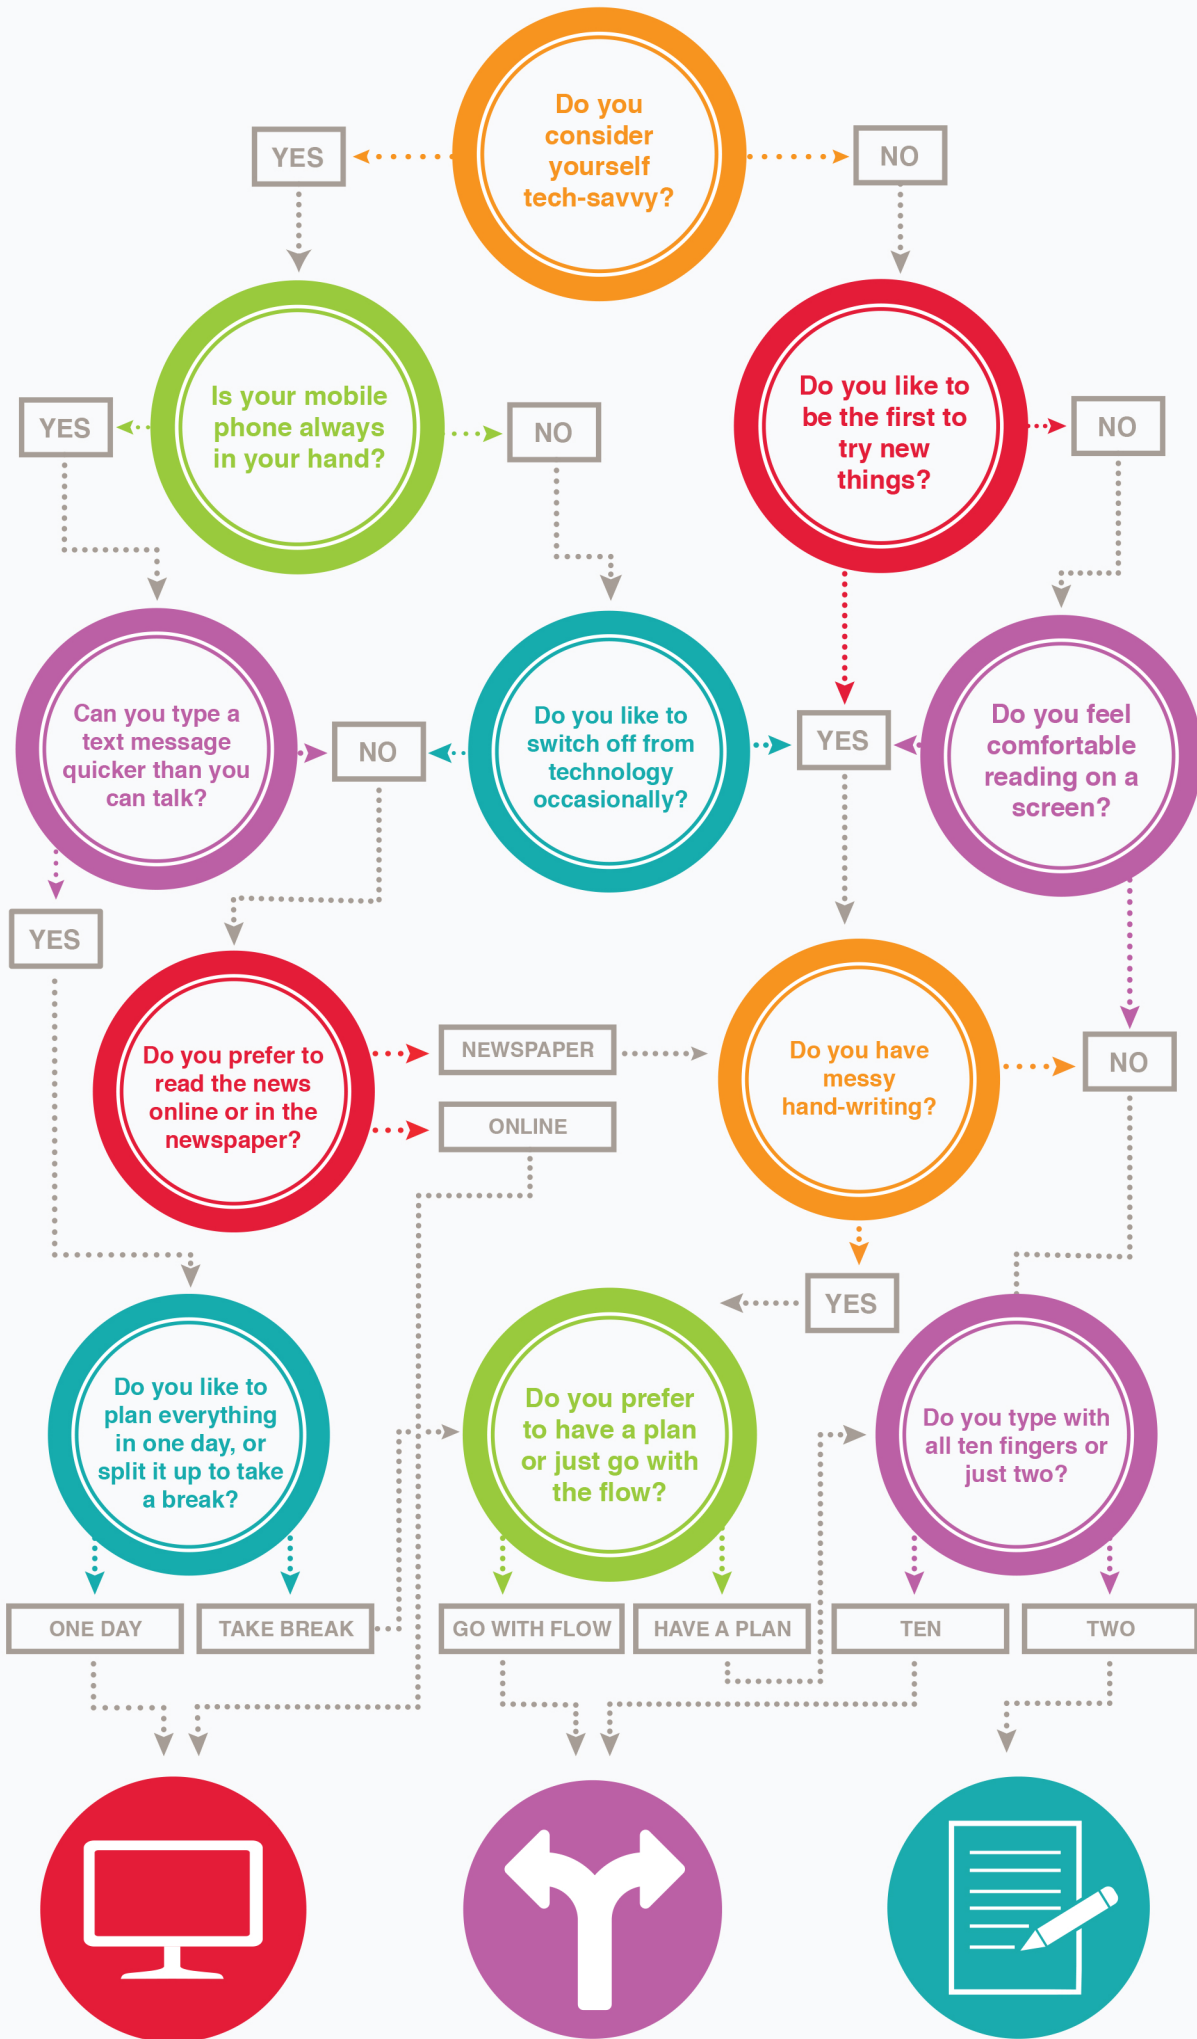 Do you
consider
yourself
tech-savvy?
YES
NO
Is your mobile
phone always
in your hand?
Do you like to
be the first to
try new
things?
YES
NO
NO
Can you type a
text message
quicker than you
can talk?
NO
Do you like to
switch off from
technology
occasionally?
YES
Do you feel
comfortable
reading on a
screen?
YES
Do you prefer to
read the news
online or in the
newspaper?
NEWSPAPER
ONLINE
Do you have
messy
hand-writing?
NO
YES
Do you like to
plan everything
in one day, or
split it up to take
a break?
Do you prefer
to have a plan
or just go with
the flow?
Do you type with
all ten fingers or
just two?
ONE DAY
TAKE BREAK
GO WITH FLOW
HAVE A PLAN
TEN
TWO